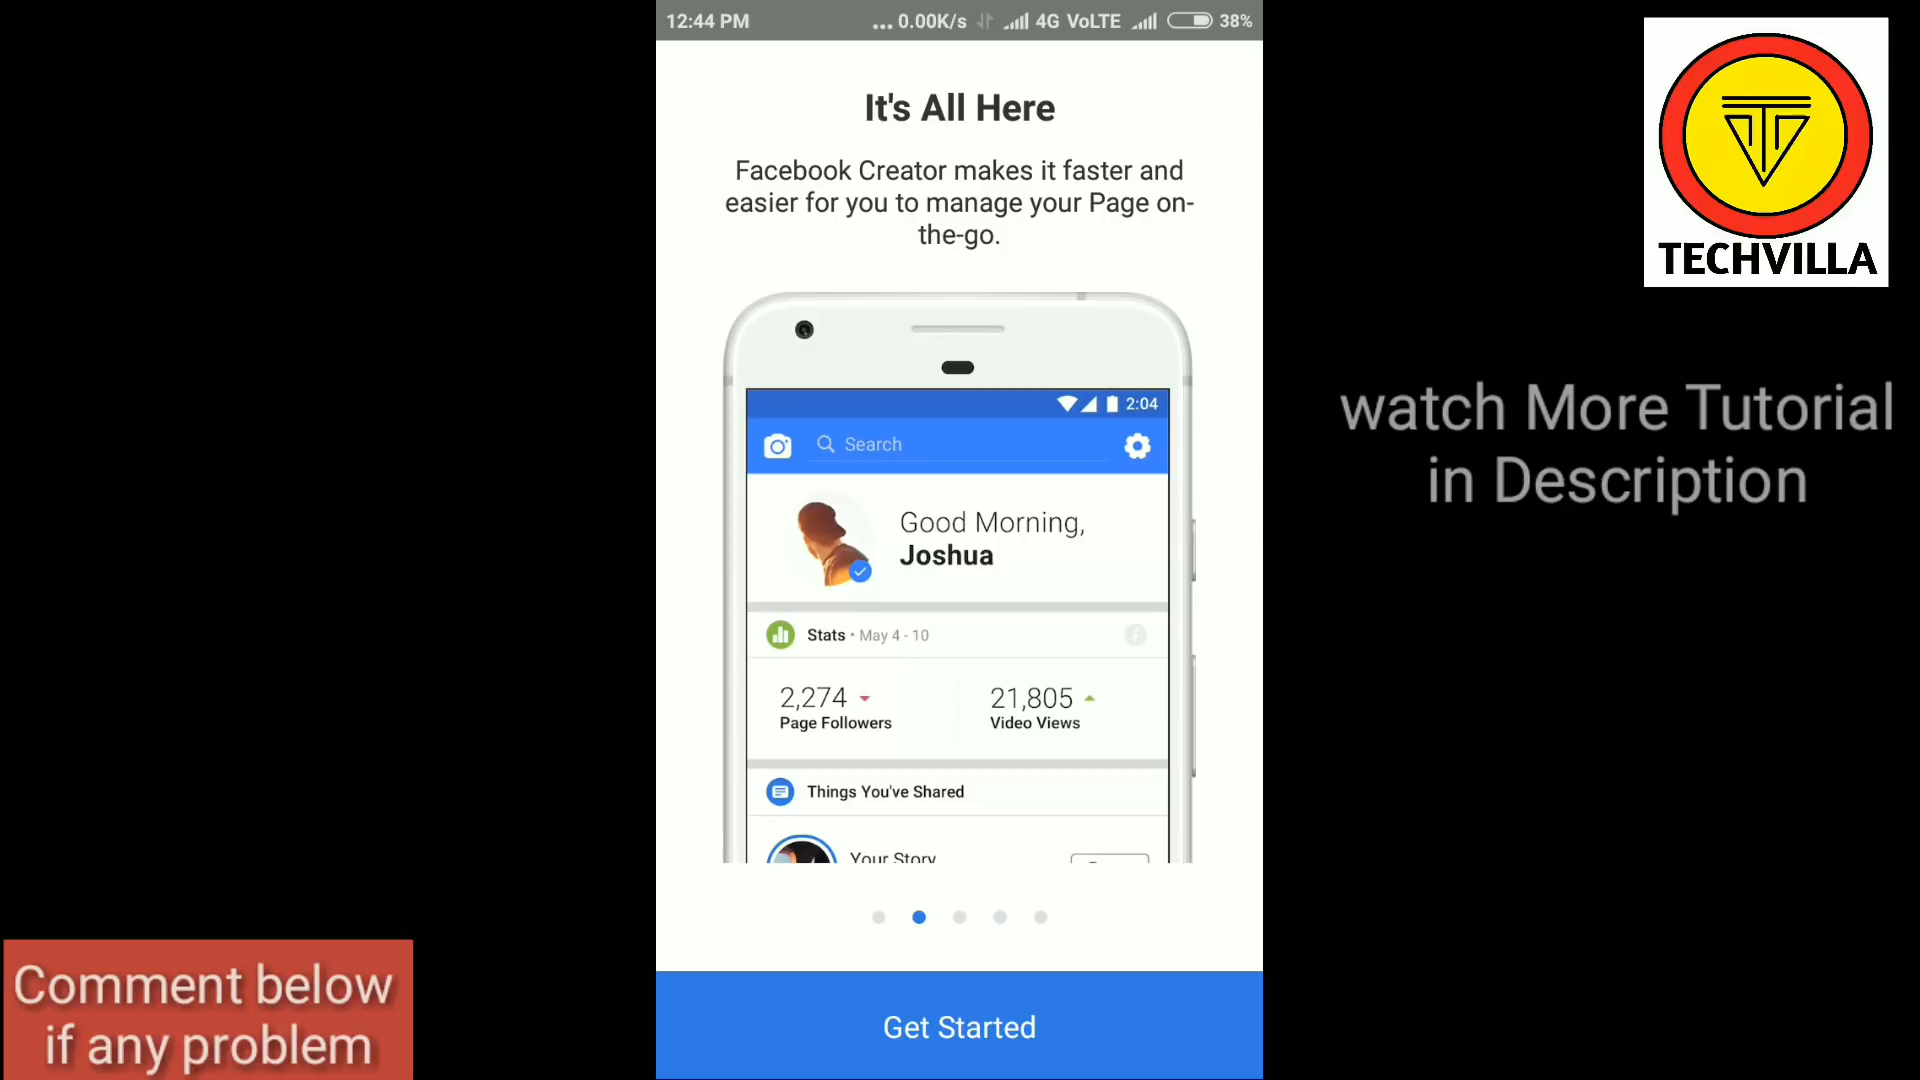 12:44 PM
... 0.00K/s 4G VoLTE 38%
It's All Here
Facebook Creator makes it faster and
easier for you to manage your Page on-
the-go.
2:04
Search
Good Morning,
Joshua
Stats • May 4 - 10
2,274
Page Followers
21,805
Video Views
Things You've Shared
Your Story
Get Started
TECHVILLA
watch More Tutorial
in Description
Comment below
if any problem